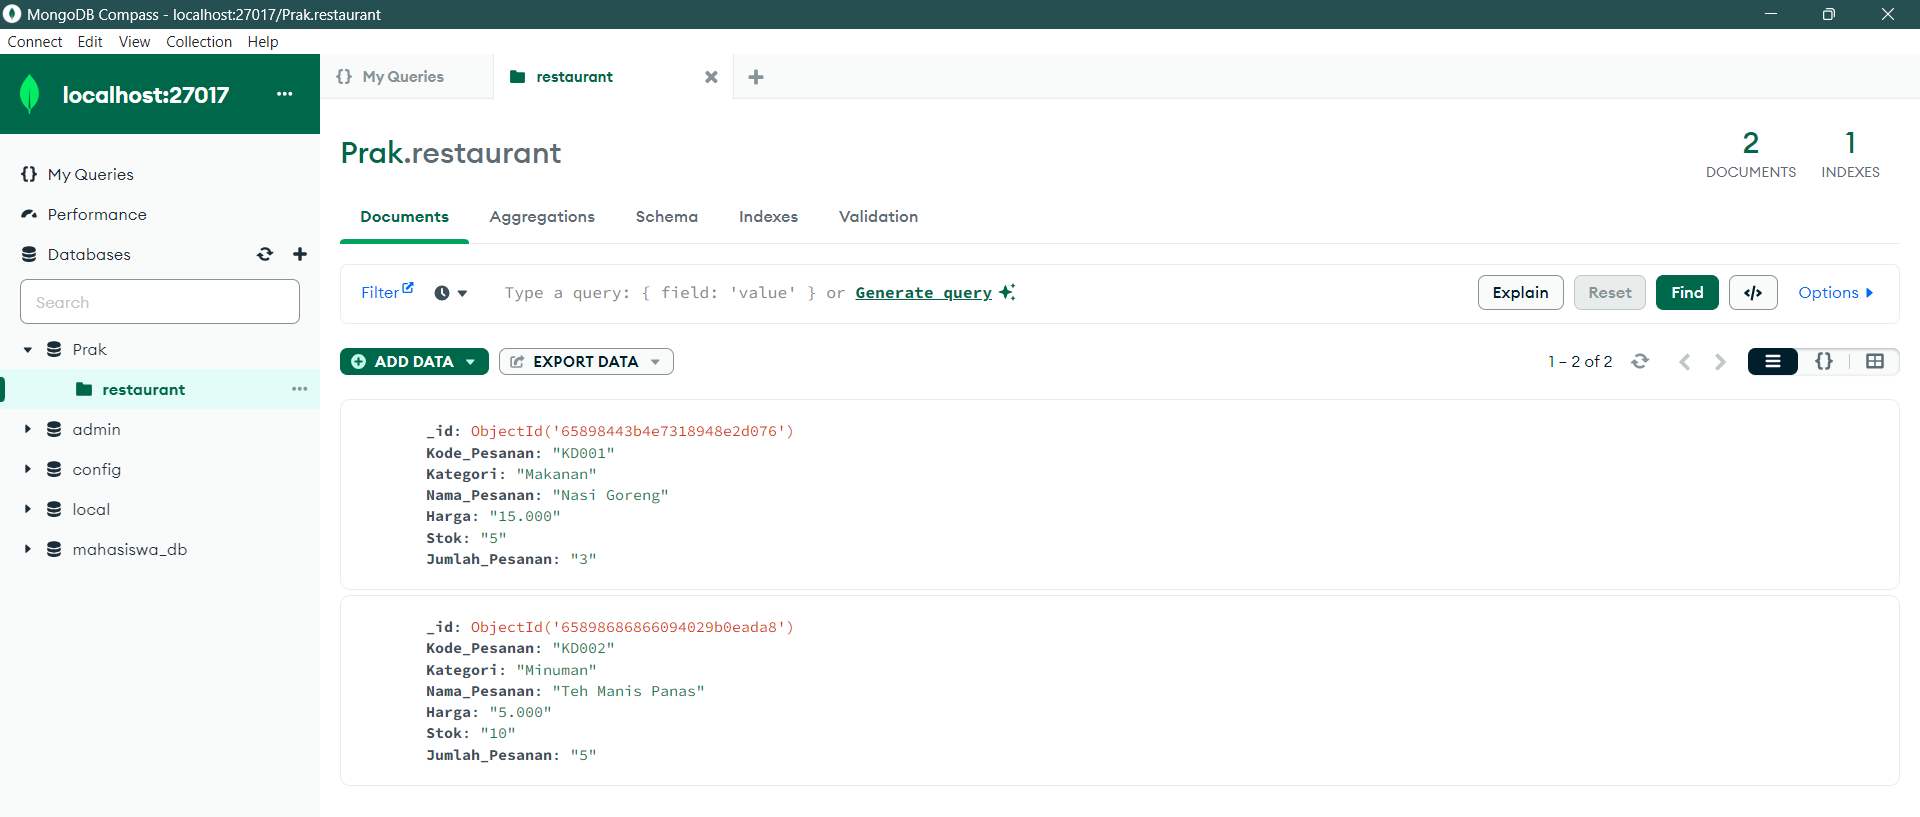 MongoDB Compass - localhost:27017/Prak.restaurant
Connect Edit View Collection Help
localhost:27017 ...
{} My Queries
restaurant
My Queries
Performance
Databases
Search
Prak
restaurant ...
admin
config
local
mahasiswa_db
Prak.restaurant
2 DOCUMENTS
1 INDEXES
Documents Aggregations Schema Indexes Validation
Filter Type a query: { field: 'value' } or Generate query Explain Reset Find </> Options
ADD DATA EXPORT DATA 1 – 2 of 2 {}
_id: ObjectId('65898443b4e7318948e2d076')
Kode_Pesanan: "KD001"
Kategori: "Makanan"
Nama_Pesanan: "Nasi Goreng"
Harga: "15.000"
Stok: "5"
Jumlah_Pesanan: "3"
_id: ObjectId('65898686866094029b0eada8')
Kode_Pesanan: "KD002"
Kategori: "Minuman"
Nama_Pesanan: "Teh Manis Panas"
Harga: "5.000"
Stok: "10"
Jumlah_Pesanan: "5"